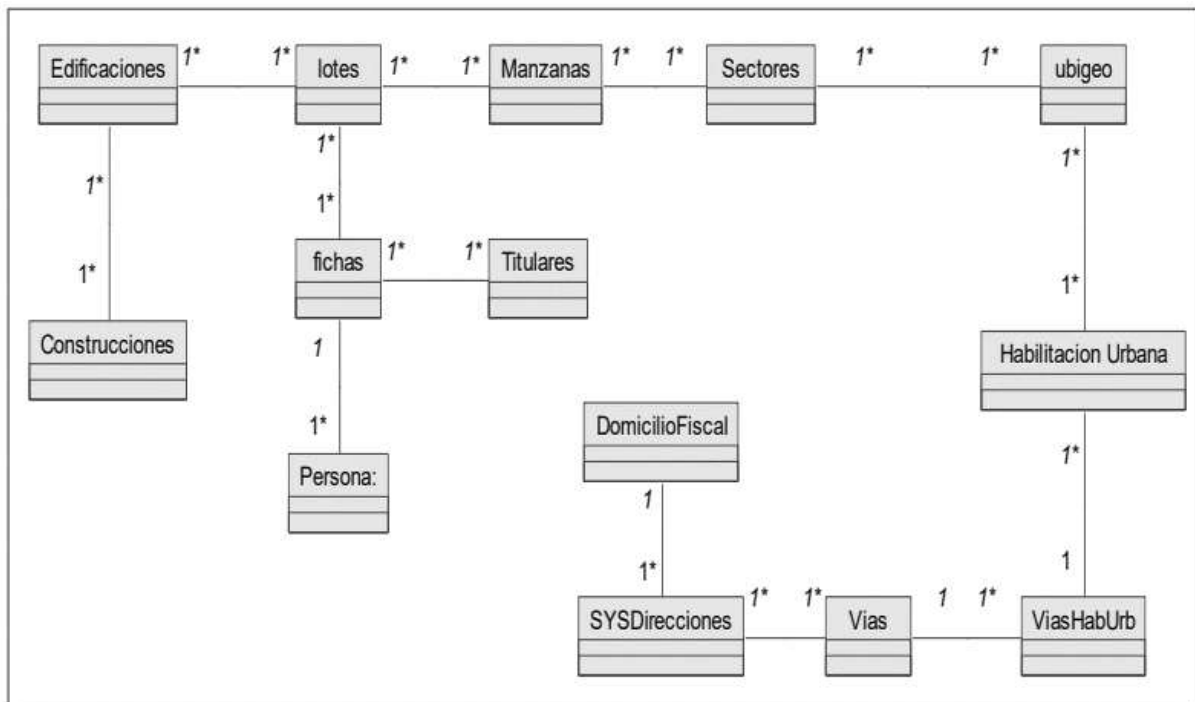 1* 1* 1* 1* 1* 1* 1* 1*
Edificaciones lotes Manzanas Sectores ubigeo
1* 1*
1* 1*
1* 1* 1*
fichas Titulares
1* 1*
Construcciones 1 Habilitacion Urbana
1* DomicilioFiscal 1*
Persona:
1
1* 1
1* 1* 1 1*
SYSDirecciones Vias ViasHabUrb